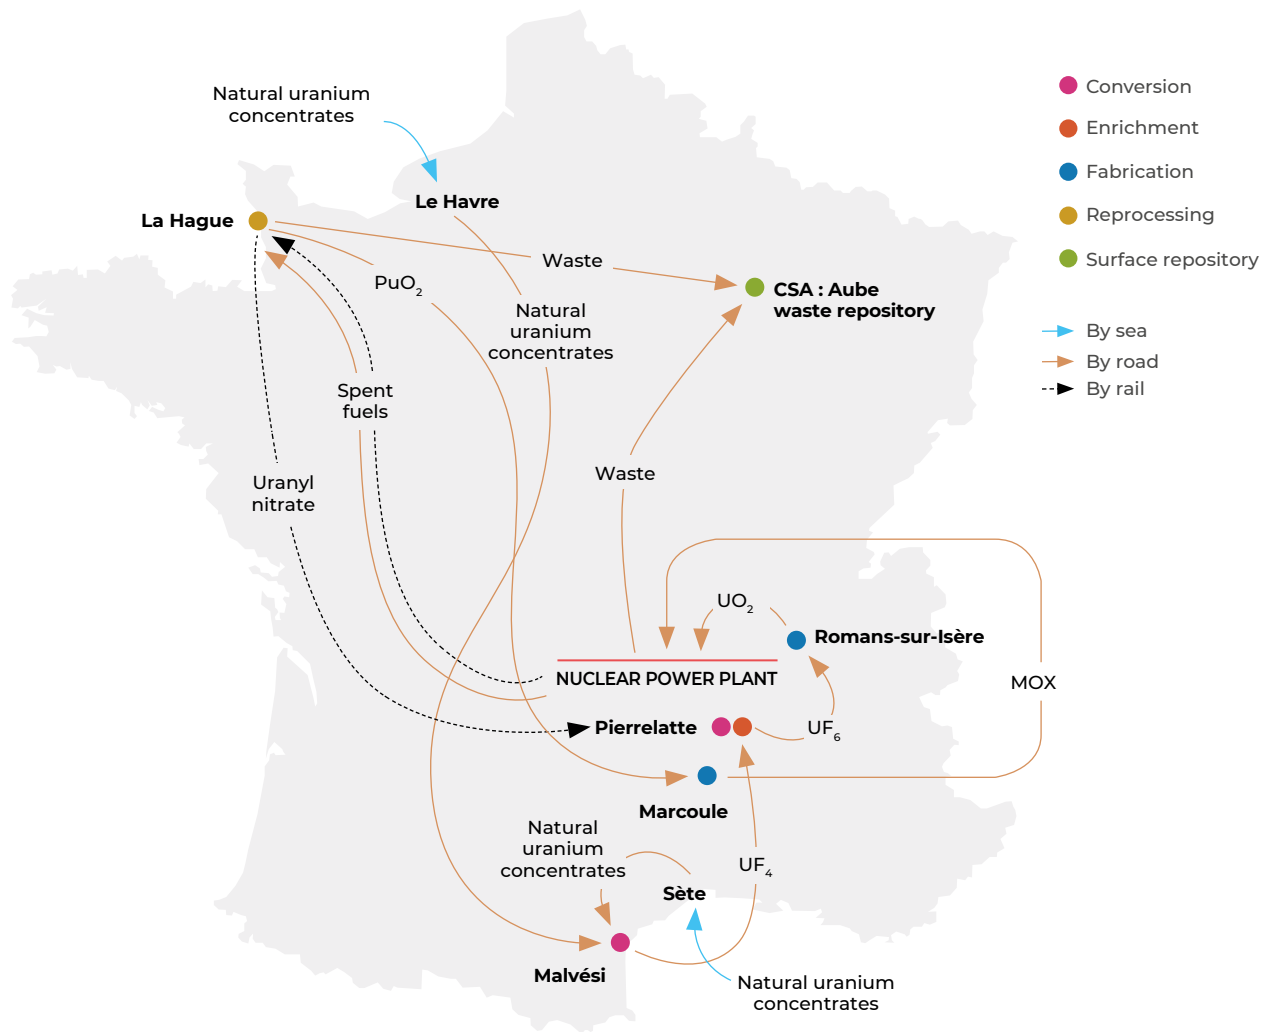 Natural uranium
concentrates
Le Havre
La Hague
Waste
PuO2
Natural
uranium
concentrates
CSA : Aube
waste repository
Spent
fuels
Uranyl
nitrate
Waste
UO2
Romans-sur-Isère
NUCLEAR POWER PLANT
MOX
Pierrelatte
UF6
Marcoule
Natural
uranium
concentrates
UF4
Sète
Malvési
Natural uranium
concentrates
Conversion
Enrichment
Fabrication
Reprocessing
Surface repository
By sea
By road
By rail